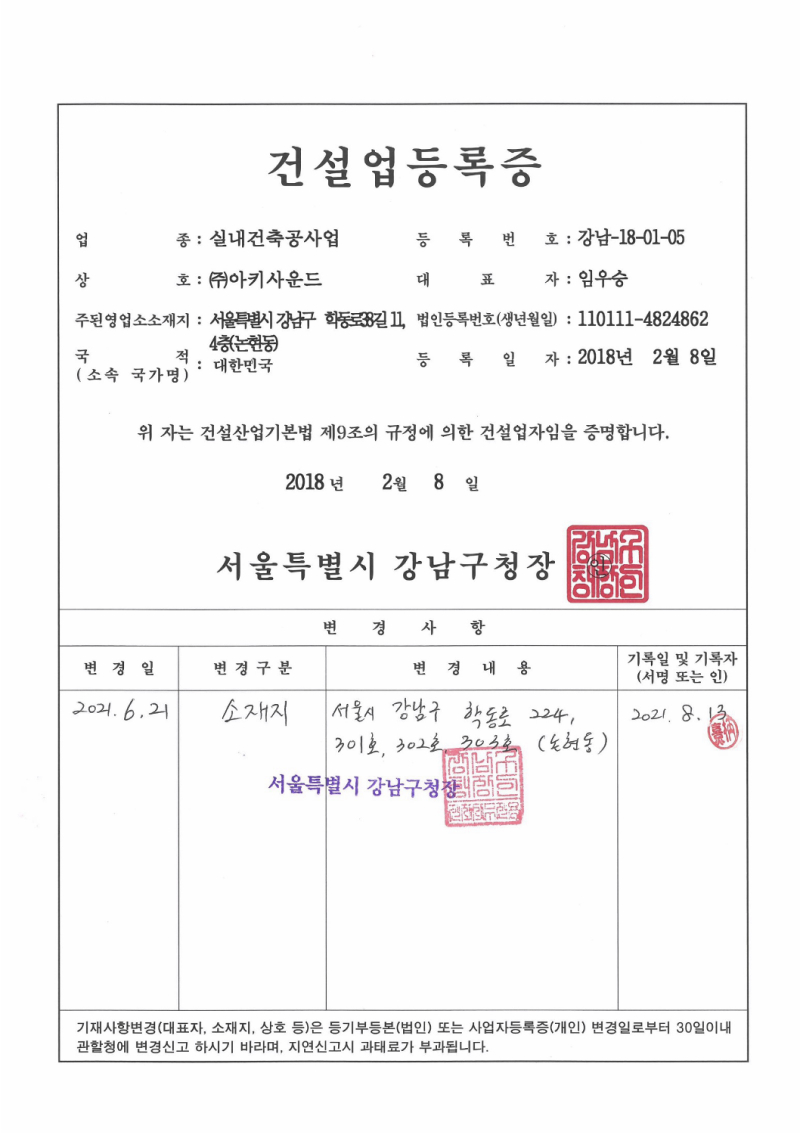 건설업등록증
업 종 : 실내건축공사업 등 록 번 호 : 강남-18-01-05
상 호 : ㈜아키사운드 대 표 자 : 임우승
주된영업소소재지 : 서울특별시 강남구 학동로38길 11, 법인등록번호(생년월일) : 110111-4824862
4층(논현동)
국 적 : 대한민국 등 록 일 자 : 2018년 2월 8일
(소속 국가명)
위 자는 건설산업기본법 제9조의 규정에 의한 건설업자임을 증명합니다.
2018 년 2월 8 일
서울특별시 강남구청장 인
변 경 사 항
변 경 일 변 경 구 분 변 경 내 용 기록일 및 기록자
(서명 또는 인)
2021. 6. 21 소재지 서울시 강남구 학동로 224, 2021. 8. 13
301호, 302호, 303호 (논현동)
서울특별시 강남구청장
기재사항변경(대표자, 소재지, 상호 등)은 등기부등본(법인) 또는 사업자등록증(개인) 변경일로부터 30일이내
관할청에 변경신고 하시기 바라며, 지연신고시 과태료가 부과됩니다.